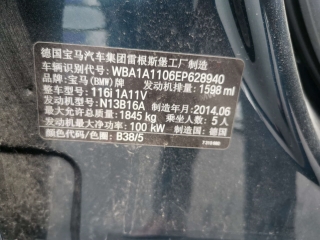 德国宝马汽车集团雷根斯堡工厂制造
车辆识别代号: WBA1A1106EP628940
品牌: 宝马(BMW)牌 发动机排量: 1598 ml
整车型号: 116i 1A11V
发动机型号: N13B16A 制造年月: 2014.06
最大允许总质量: 1845 kg 乘坐人数: 5 人
发动机最大净功率: 100 kW 制造国: 德国
颜色代码/色圈: B38/5